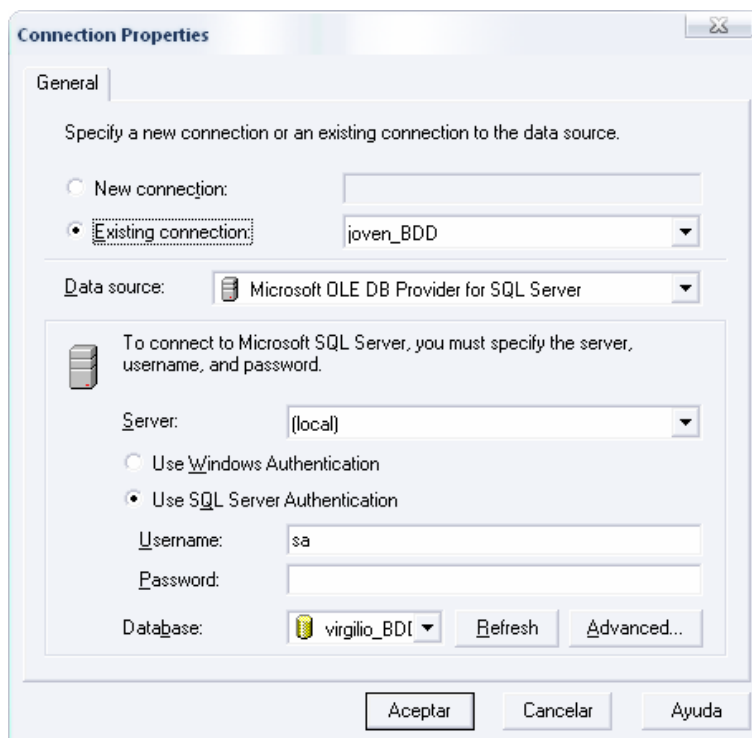 Connection Properties
General
Specify a new connection or an existing connection to the data source.
New connection:
Existing connection: joven_BDD
Data source: Microsoft OLE DB Provider for SQL Server
To connect to Microsoft SQL Server, you must specify the server,
username, and password.
Server: (local)
Use Windows Authentication
Use SQL Server Authentication
Username: sa
Password:
Database: virgilio_BD Refresh Advanced...
Aceptar Cancelar Ayuda